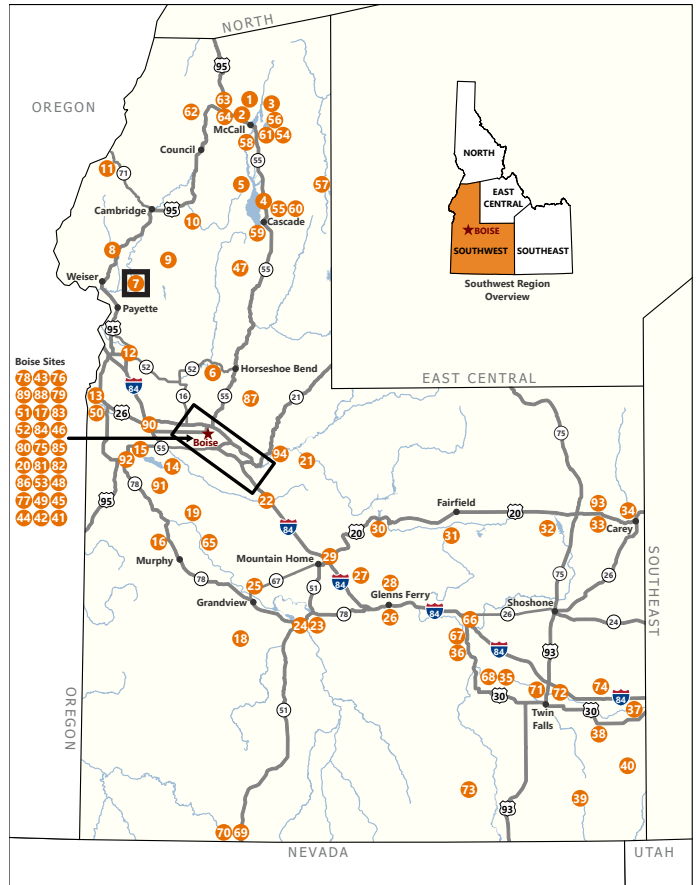 NORTH
95
OREGON
63
1
3
62
64
2
56
McCall
61
54
58
Council
55
11
71
5
57
4
55
60
Cambridge
95
10
Cascade
59
8
9
47
55
Weiser
7
Payette
95
12
52
52
6
Horseshoe Bend
84
16
55
87
21
13
50
26
90
Boise
15
55
92
14
94
21
78
91
22
95
19
84
16
65
Murphy
Boise Sites
78 43 76
89 88 79
51 17 83
52 84 46
80 75 85
20 81 82
86 53 48
77 49 45
44 42 41
NORTH
EAST
CENTRAL
BOISE
SOUTHWEST
SOUTHEAST
Southwest Region
Overview
EAST CENTRAL
75
Fairfield
93
34
20
30
20
31
32
33
Carey
Mountain Home
29
78
67
84
27
28
75
26
25
51
Glenns Ferry
Grandview
78
26
84
66
26
Shoshone
24
24
23
67
18
36
84
93
68
35
30
71
72
74
84
37
30
Twin
Falls
38
51
40
73
93
39
70
69
SOUTHEAST
OREGON
NEVADA
UTAH